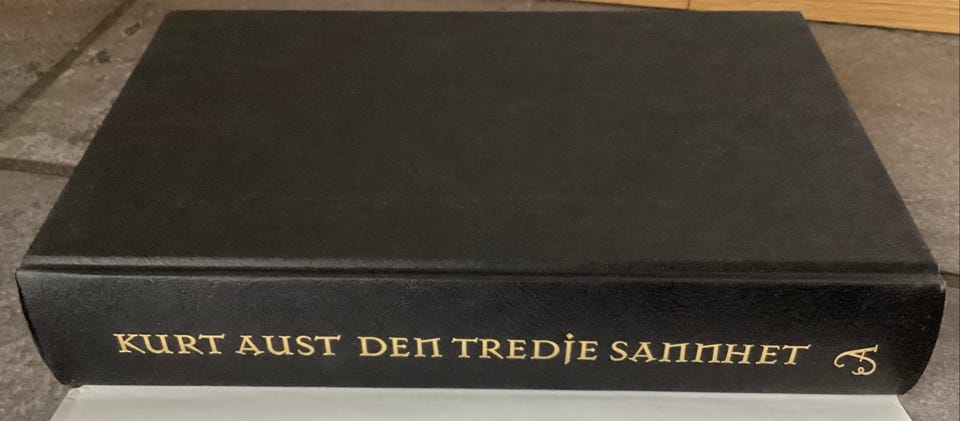 KURT AUST DEN TREDJE SANNHET A